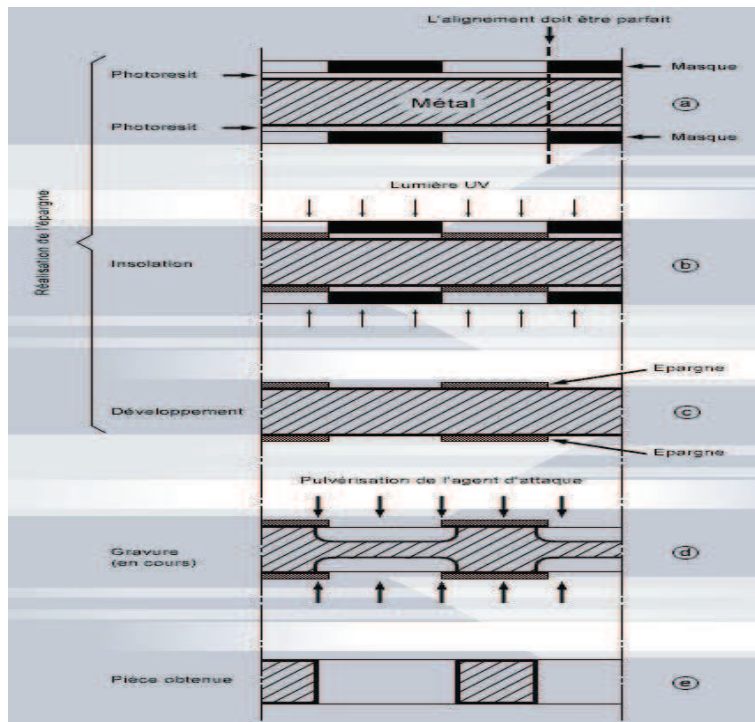 L'alignement doit être parfait
Photoresit
Masque
Métal
a
Photoresit
Masque
Lumière UV
Réalisation de l'épargne
Insolation
b
Epargne
Développement
c
Epargne
Pulvérisation de l'agent d'attaque
Gravure
(en cours)
d
Pièce obtenue
e